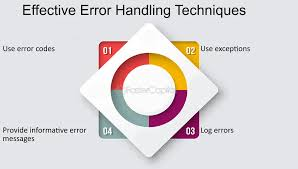 Effective Error Handling Techniques
Use error codes
01
02
Use exceptions
FasterCapital
Provide informative error
messages
04
03
Log errors